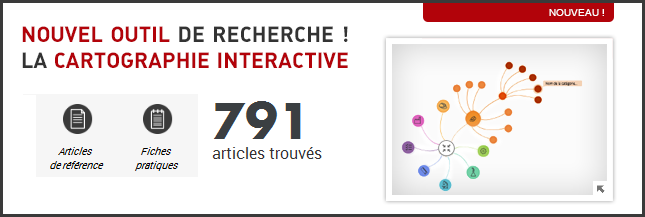 NOUVEAU !
NOUVEL OUTIL DE RECHERCHE !
LA CARTOGRAPHIE INTERACTIVE
791
articles trouvés
Articles
de référence
Fiches
pratiques